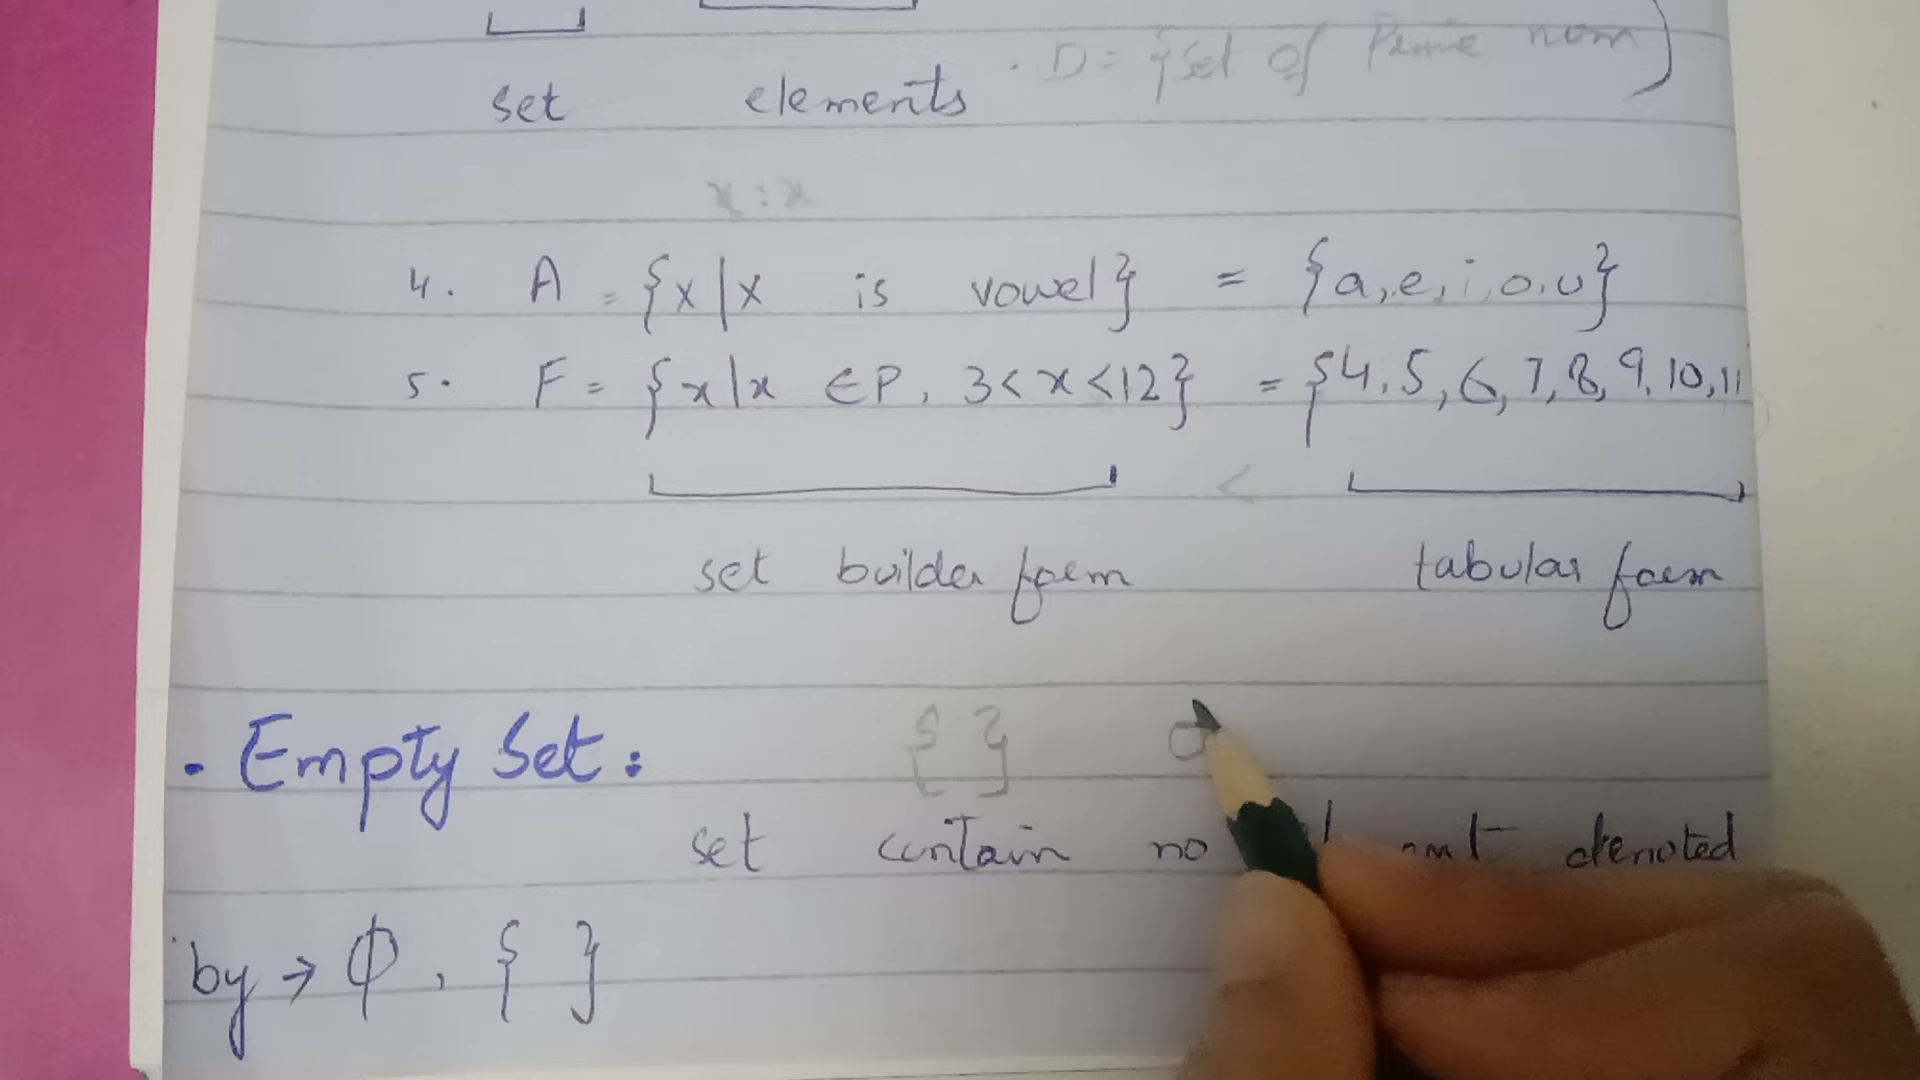 set elements . D = {set of Prime num
x : x
4. A = {x|x is vowel} = {a, e, i, o, u}
5. F = {x|x ∈ P, 3 < x < 12} = {4, 5, 6, 7, 8, 9, 10, 11
<
set builder form tabular form
. Empty Set : { }
set contain no denoted
by → Φ , { }